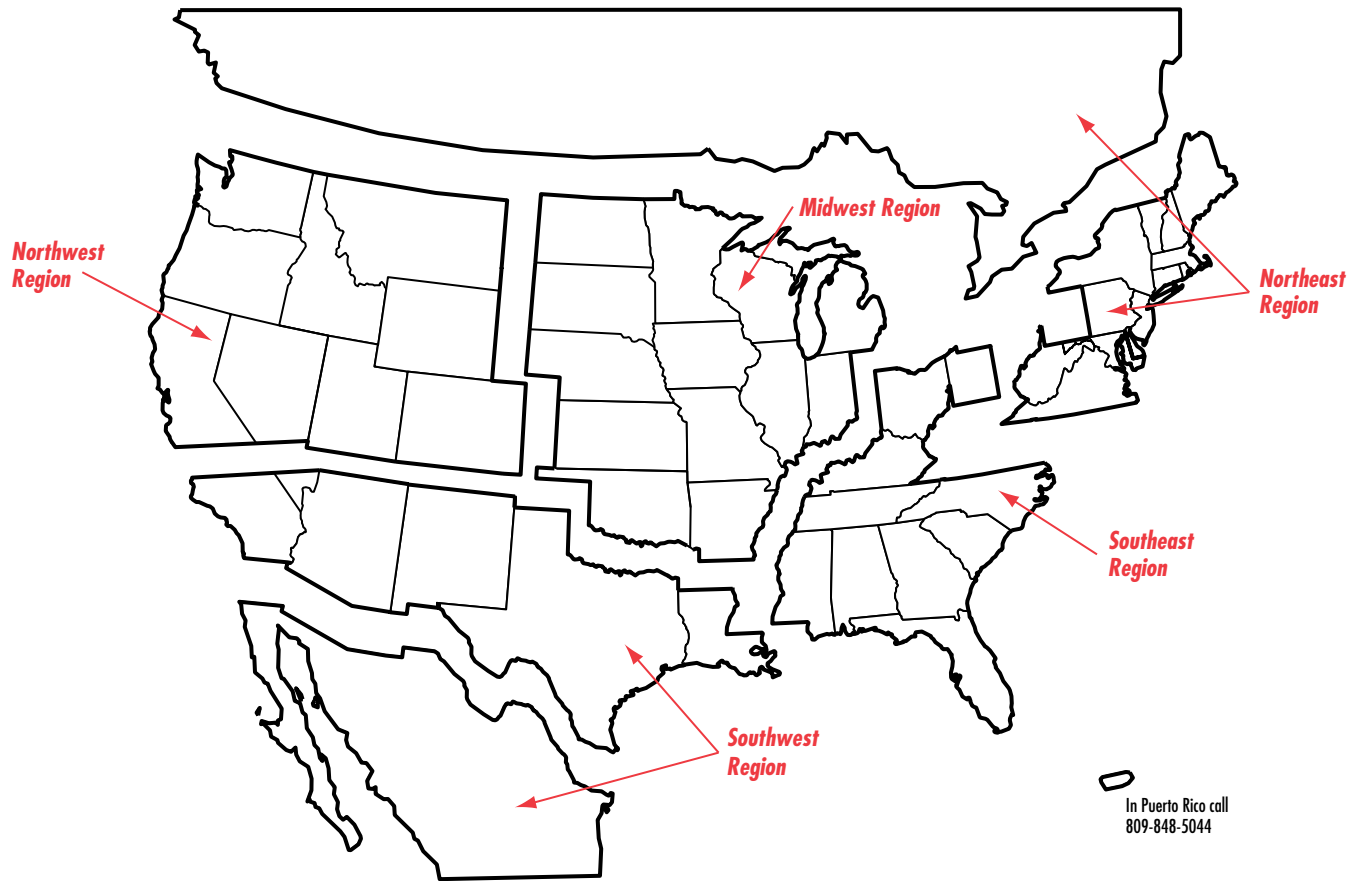 Midwest Region
Northwest
Region
Northeast
Region
Southeast
Region
Southwest
Region
In Puerto Rico call
809-848-5044